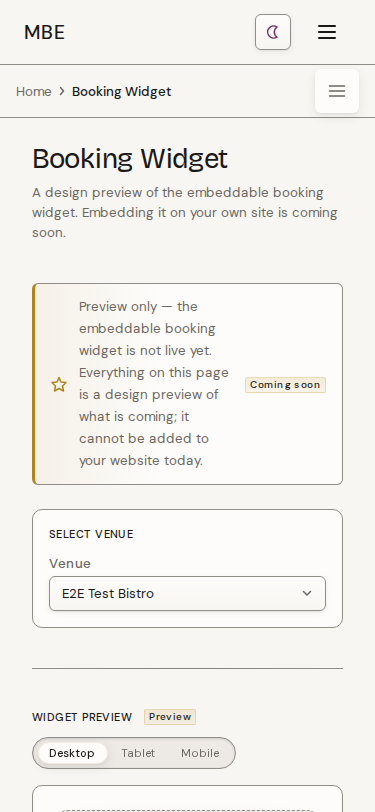 MBE
Home > Booking Widget
Booking Widget
A design preview of the embeddable booking
widget. Embedding it on your own site is coming
soon.
Preview only — the
embeddable booking
widget is not live yet.
Everything on this page
is a design preview of
what is coming; it
cannot be added to
your website today.
Coming soon
SELECT VENUE
Venue
E2E Test Bistro
WIDGET PREVIEW Preview
Desktop Tablet Mobile